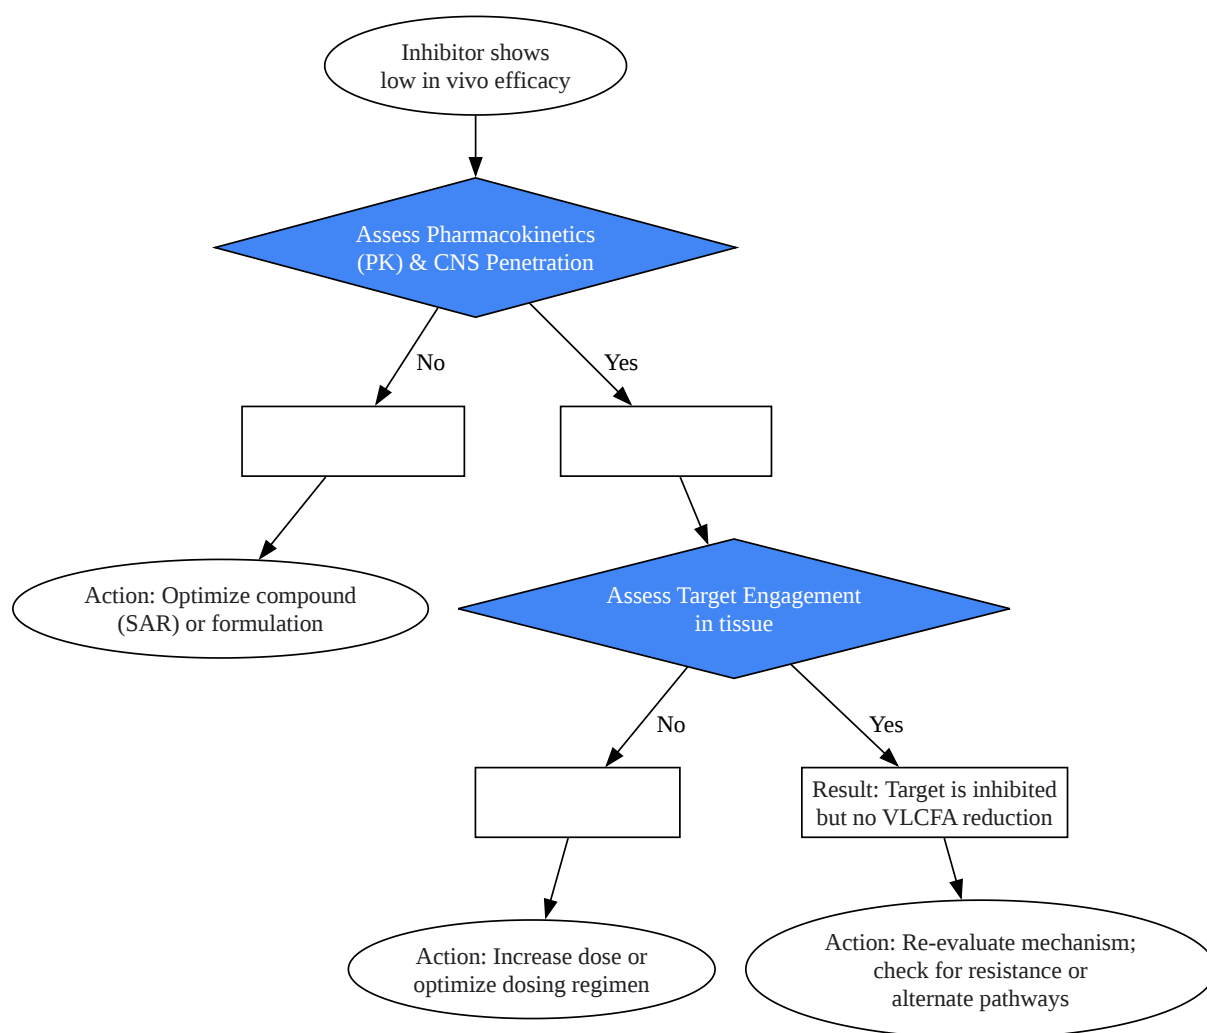 Inhibitor shows
low in vivo efficacy
Assess Pharmacokinetics
(PK) & CNS Penetration
No
Yes
Action: Optimize compound
(SAR) or formulation
Assess Target Engagement
in tissue
No
Yes
Result: Target is inhibited
but no VLCFA reduction
Action: Increase dose or
optimize dosing regimen
Action: Re-evaluate mechanism;
check for resistance or
alternate pathways